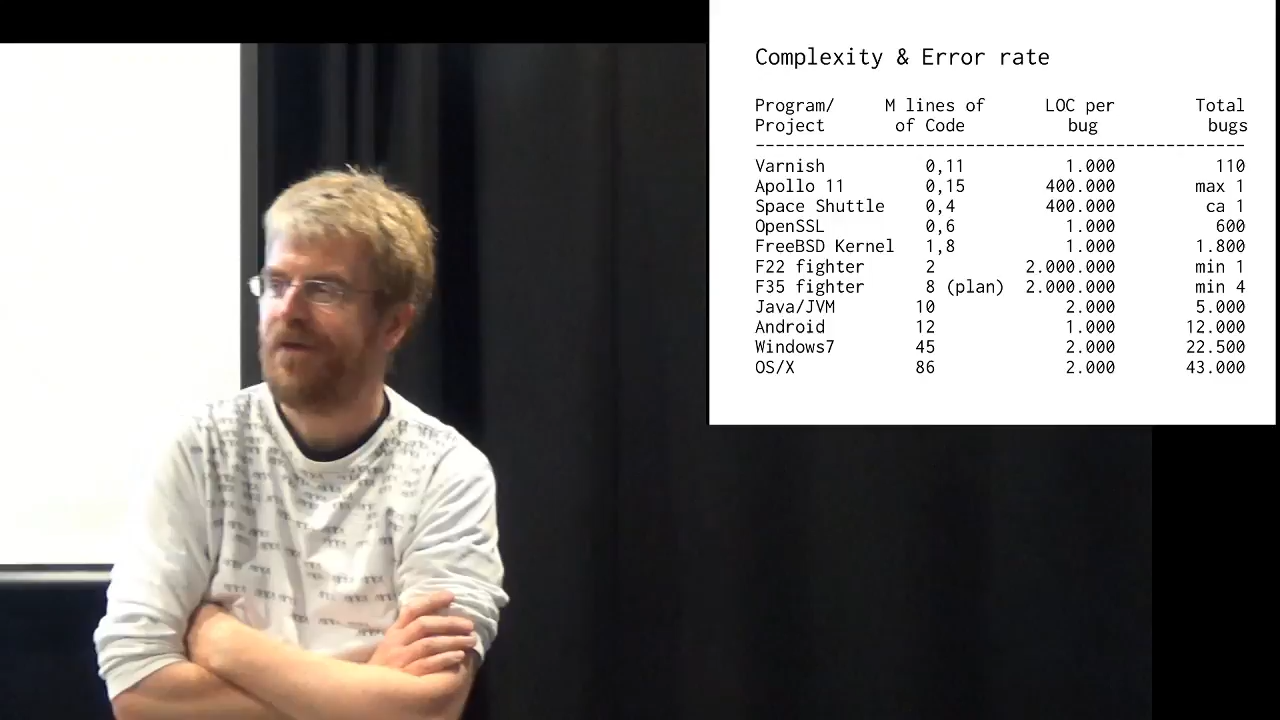 Complexity & Error rate
Program/ M lines of LOC per Total
Project of Code bug bugs
-------------------------------------------------
Varnish 0,11 1.000 110
Apollo 11 0,15 400.000 max 1
Space Shuttle 0,4 400.000 ca 1
OpenSSL 0,6 1.000 600
FreeBSD Kernel 1,8 1.000 1.800
F22 fighter 2 2.000.000 min 1
F35 fighter 8 (plan) 2.000.000 min 4
Java/JVM 10 2.000 5.000
Android 12 1.000 12.000
Windows7 45 2.000 22.500
OS/X 86 2.000 43.000